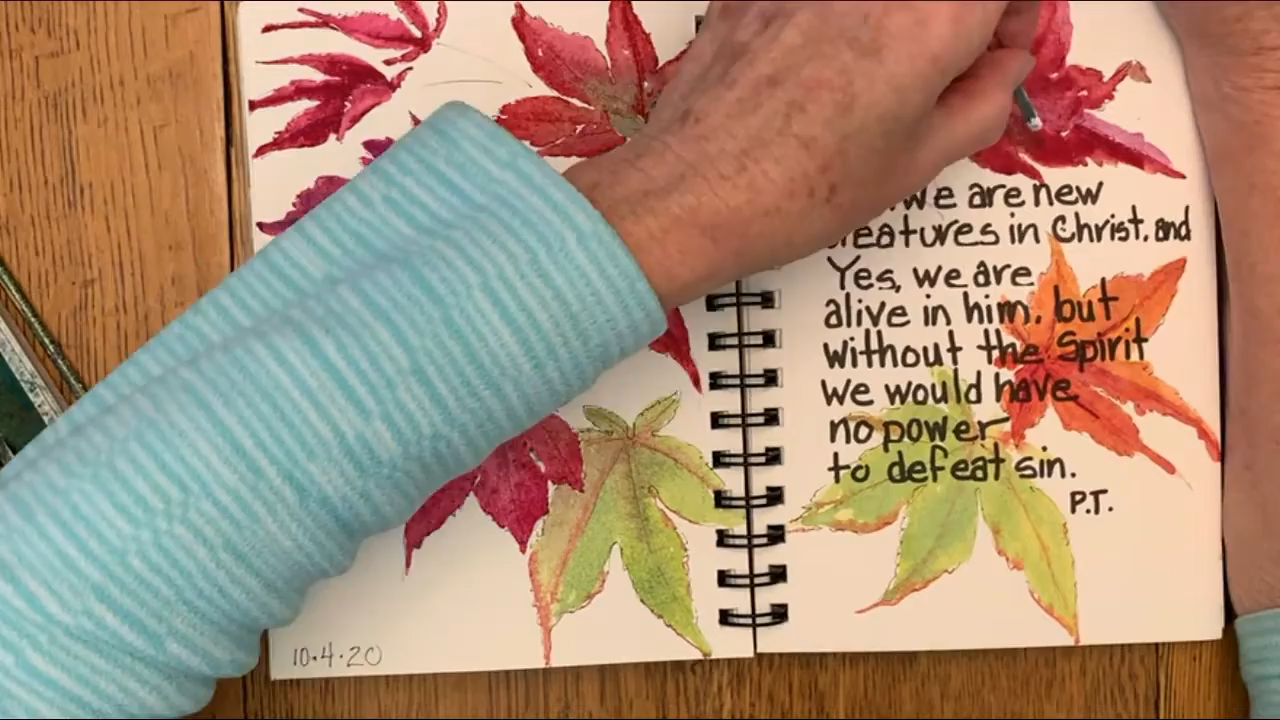 we are new
creatures in Christ, and
Yes, we are
alive in him, but
without the Spirit
we would have
no power
to defeat sin.
P.T.
10.4.20